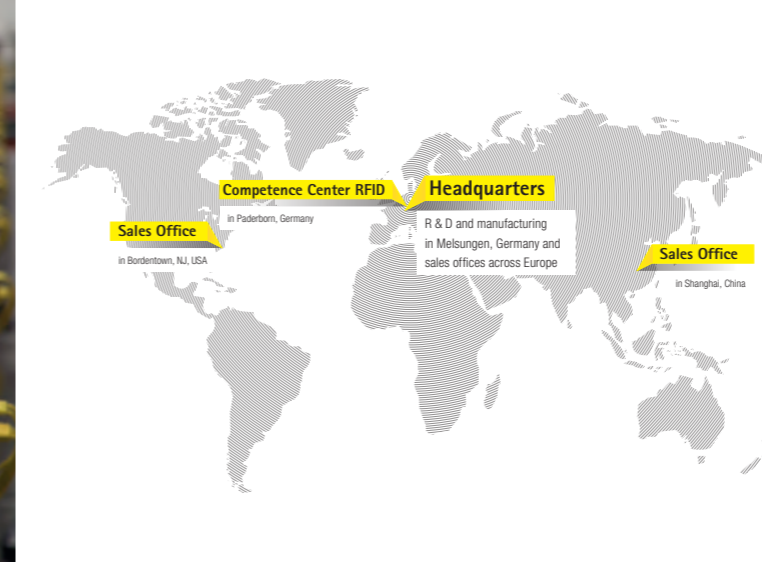 Competence Center RFID
in Paderborn, Germany
Headquarters
R & D and manufacturing
in Melsungen, Germany and
sales offices across Europe
Sales Office
in Bordentown, NJ, USA
Sales Office
in Shanghai, China